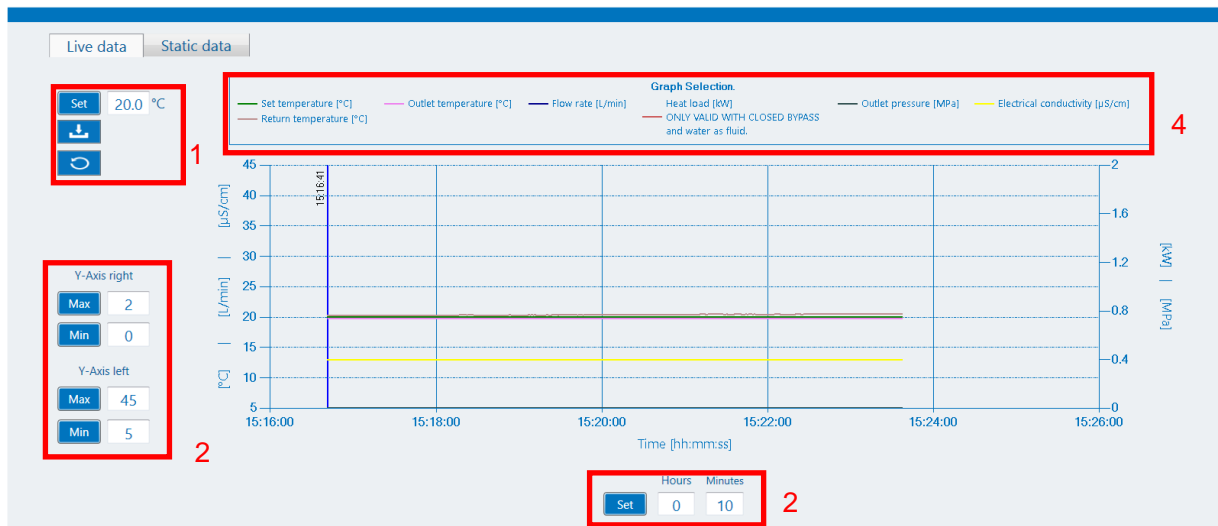 Live data
Static data
Set 20.0 °C
1
Graph Selection.
Set temperature [°C]
Outlet temperature [°C]
Flow rate [L/min]
Heat load [kW]
Outlet pressure [MPa]
Electrical conductivity [µS/cm]
Return temperature [°C]
ONLY VALID WITH CLOSED BYPASS
and water as fluid.
4
Y-Axis right
Max 2
Min 0
Y-Axis left
Max 45
Min 5
2
[°C] | [L/min] | [µS/cm]
45
40
35
30
25
20
15
10
5
15:16:41
2
1.6
1.2
0.8
0.4
0
[kW] | [MPa]
15:16:00
15:18:00
15:20:00
15:22:00
15:24:00
15:26:00
Time [hh:mm:ss]
Hours Minutes
Set 0 10
2